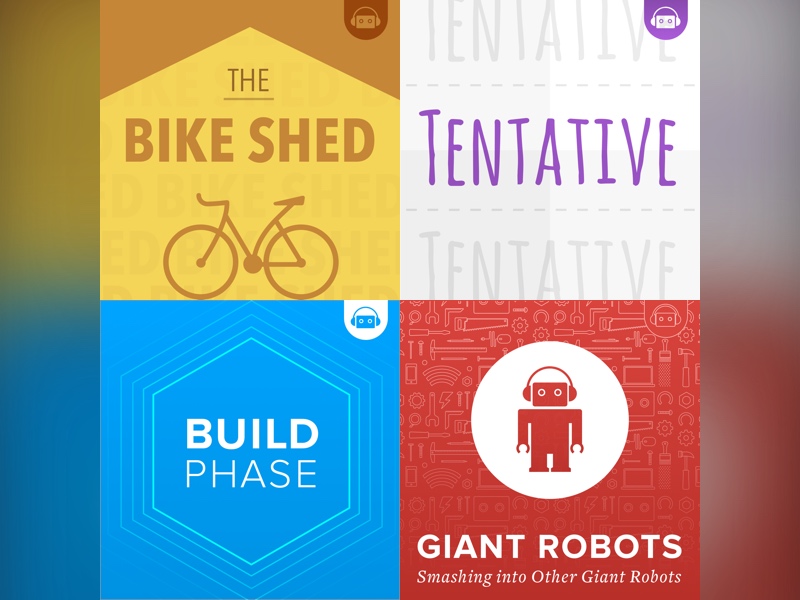 THE
BIKE SHED
TENTATIVE
TENTATIVE
TENTATIVE
BUILD
PHASE
GIANT ROBOTS
Smashing into Other Giant Robots